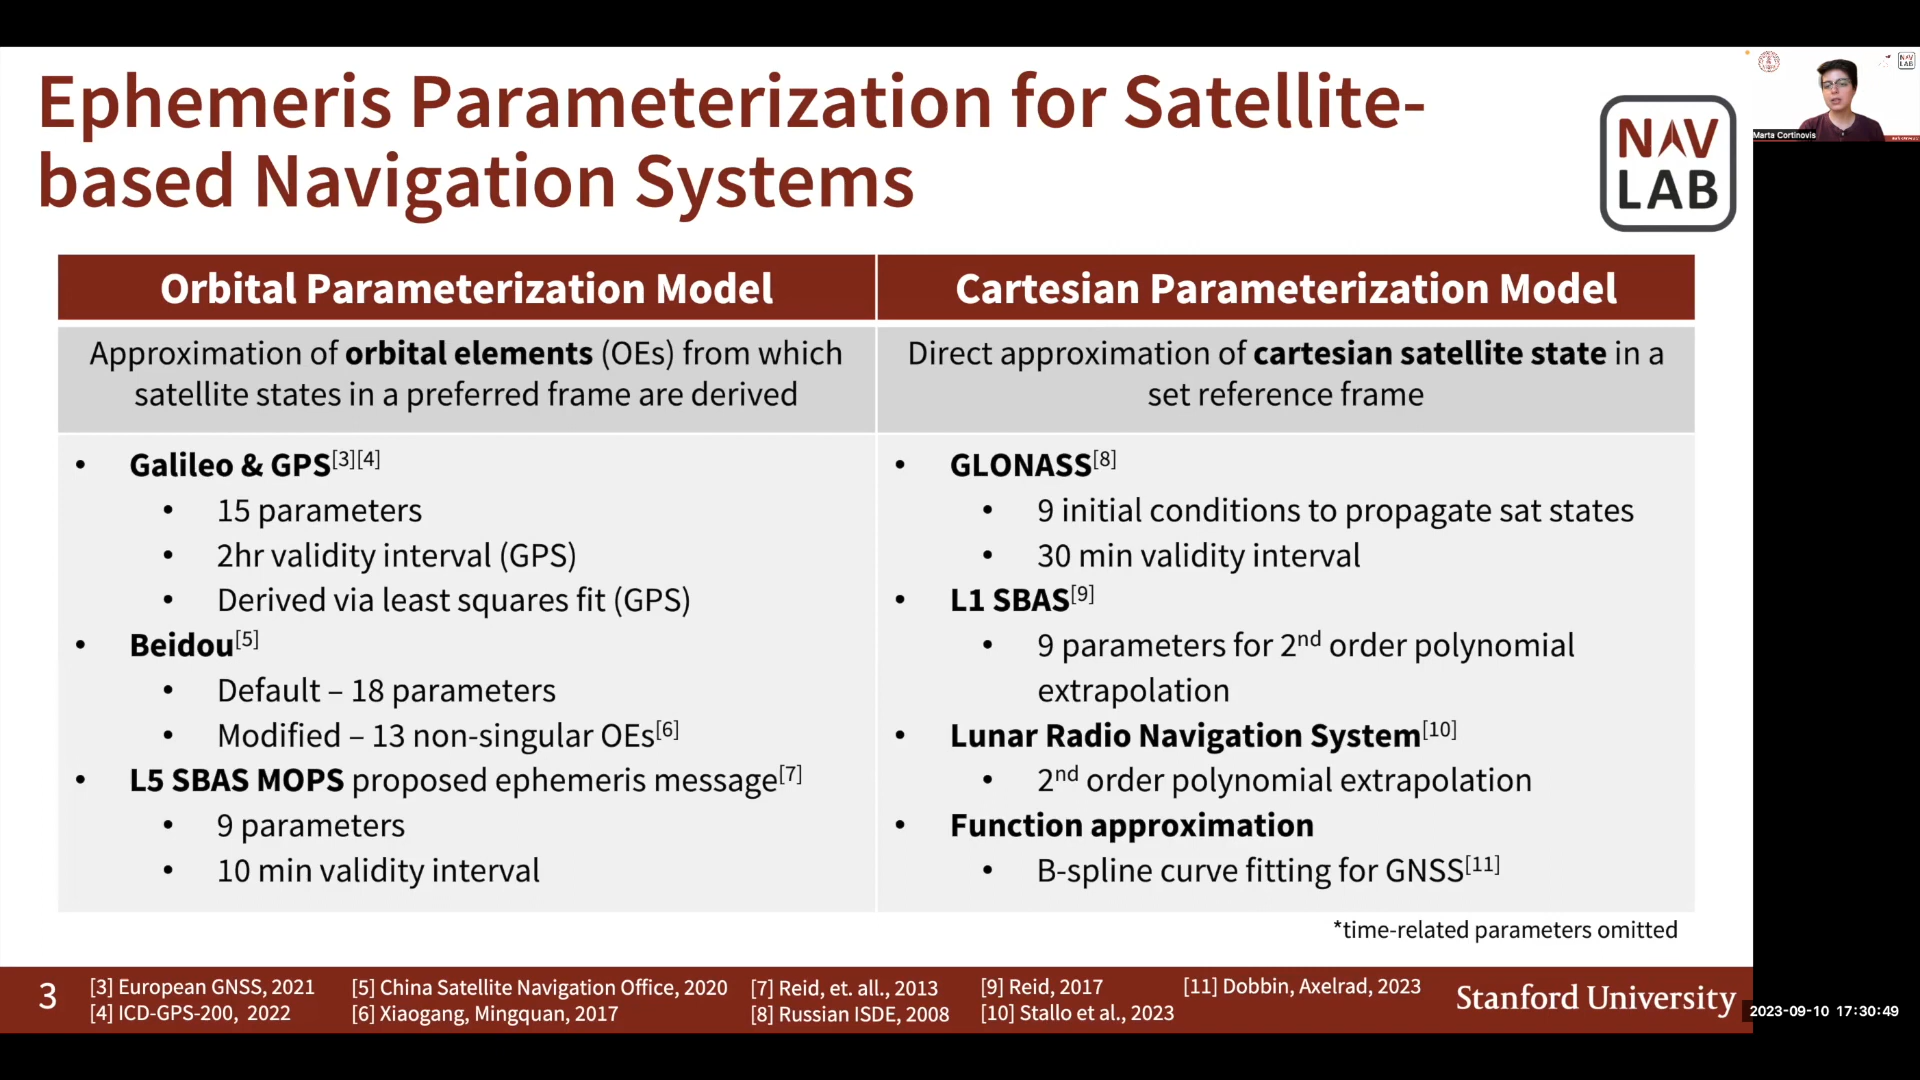 Ephemeris Parameterization for Satellite-
based Navigation Systems
NAV
LAB
Marta Cortinovis
Orbital Parameterization Model
Cartesian Parameterization Model
Approximation of orbital elements (OEs) from which
satellite states in a preferred frame are derived
Direct approximation of cartesian satellite state in a
set reference frame
• Galileo & GPS[3][4]
• 15 parameters
• 2hr validity interval (GPS)
• Derived via least squares fit (GPS)
• Beidou[5]
• Default – 18 parameters
• Modified – 13 non-singular OEs[6]
• L5 SBAS MOPS proposed ephemeris message[7]
• 9 parameters
• 10 min validity interval
• GLONASS[8]
• 9 initial conditions to propagate sat states
• 30 min validity interval
• L1 SBAS[9]
• 9 parameters for 2nd order polynomial
extrapolation
• Lunar Radio Navigation System[10]
• 2nd order polynomial extrapolation
• Function approximation
• B-spline curve fitting for GNSS[11]
*time-related parameters omitted
3
[3] European GNSS, 2021
[4] ICD-GPS-200, 2022
[5] China Satellite Navigation Office, 2020
[6] Xiaogang, Mingquan, 2017
[7] Reid, et. all., 2013
[8] Russian ISDE, 2008
[9] Reid, 2017
[10] Stallo et al., 2023
[11] Dobbin, Axelrad, 2023
Stanford University
2023-09-10 17:30:49